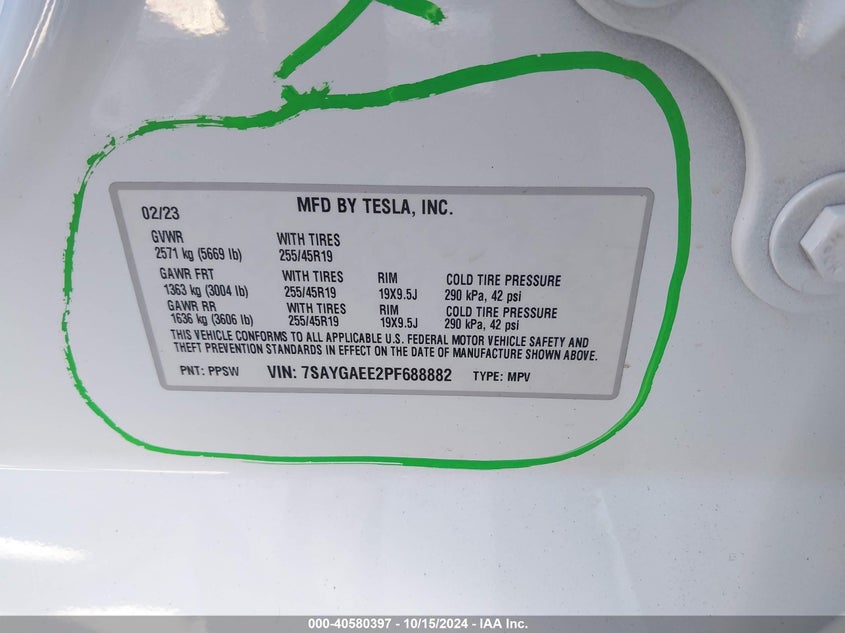 02/23 MFD BY TESLA, INC.
GVWR WITH TIRES
2571 kg (5669 lb) 255/45R19
GAWR FRT WITH TIRES RIM COLD TIRE PRESSURE
1363 kg (3004 lb) 255/45R19 19X9.5J 290 kPa, 42 psi
GAWR RR WITH TIRES RIM COLD TIRE PRESSURE
1636 kg (3606 lb) 255/45R19 19X9.5J 290 kPa, 42 psi
THIS VEHICLE CONFORMS TO ALL APPLICABLE U.S. FEDERAL MOTOR VEHICLE SAFETY AND
THEFT PREVENTION STANDARDS IN EFFECT ON THE DATE OF MANUFACTURE SHOWN ABOVE.
PNT: PPSW VIN: 7SAYGAEE2PF688882 TYPE: MPV
000-40580397 - 10/15/2024 - IAA Inc.